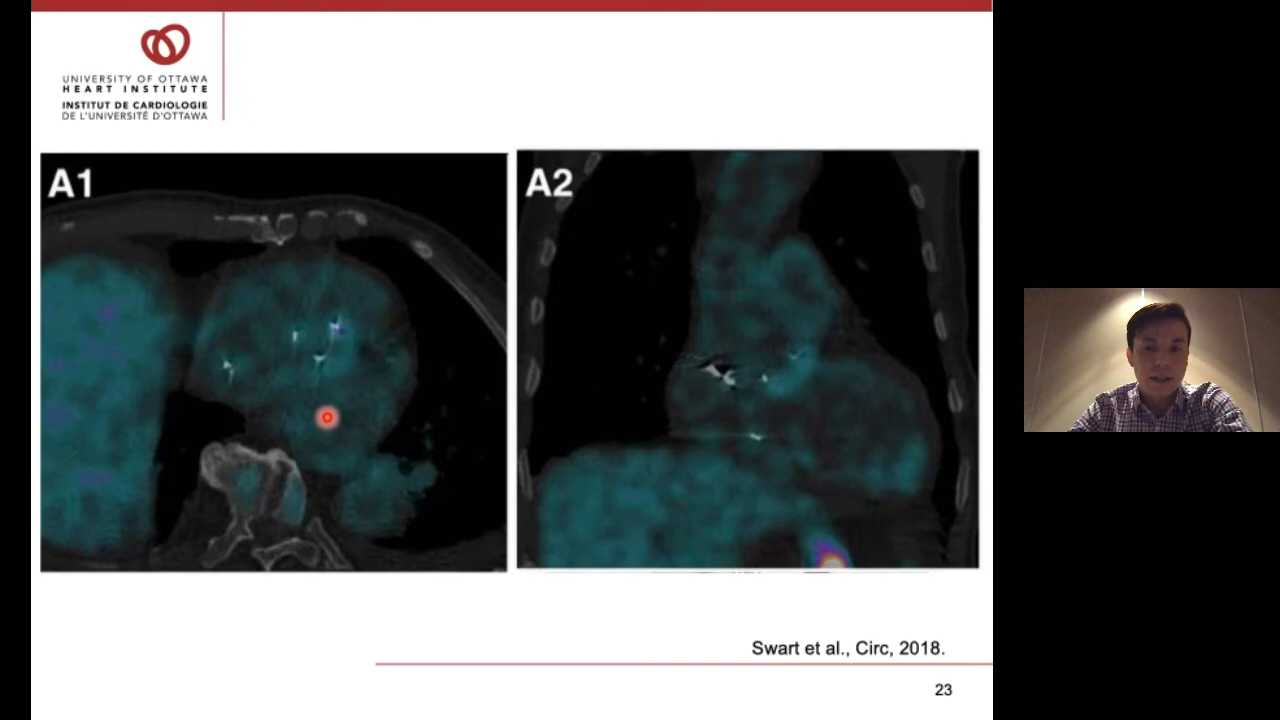 UNIVERSITY OF OTTAWA
HEART INSTITUTE
INSTITUT DE CARDIOLOGIE
DE L'UNIVERSITÉ D'OTTAWA
A1
A2
Swart et al., Circ, 2018.
23